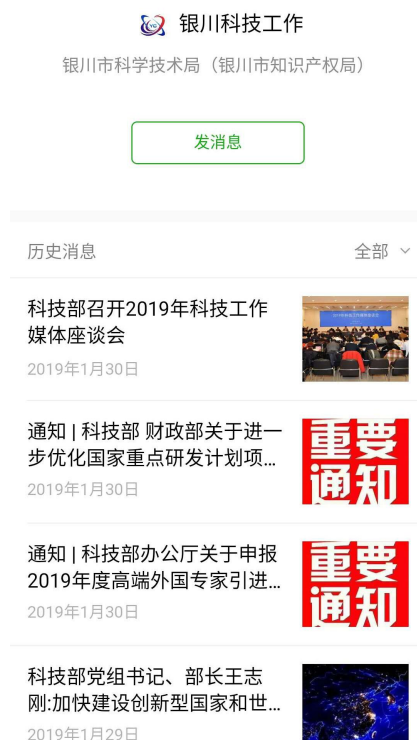 银川科技工作
银川市科学技术局（银川市知识产权局）
发消息
历史消息 全部
科技部召开2019年科技工作
媒体座谈会
2019年1月30日
通知 | 科技部 财政部关于进一
步优化国家重点研发计划项...
2019年1月30日
重要
通知
通知 | 科技部办公厅关于申报
2019年度高端外国专家引进...
2019年1月30日
重要
通知
科技部党组书记、部长王志
刚:加快建设创新型国家和世...
2019年1月29日